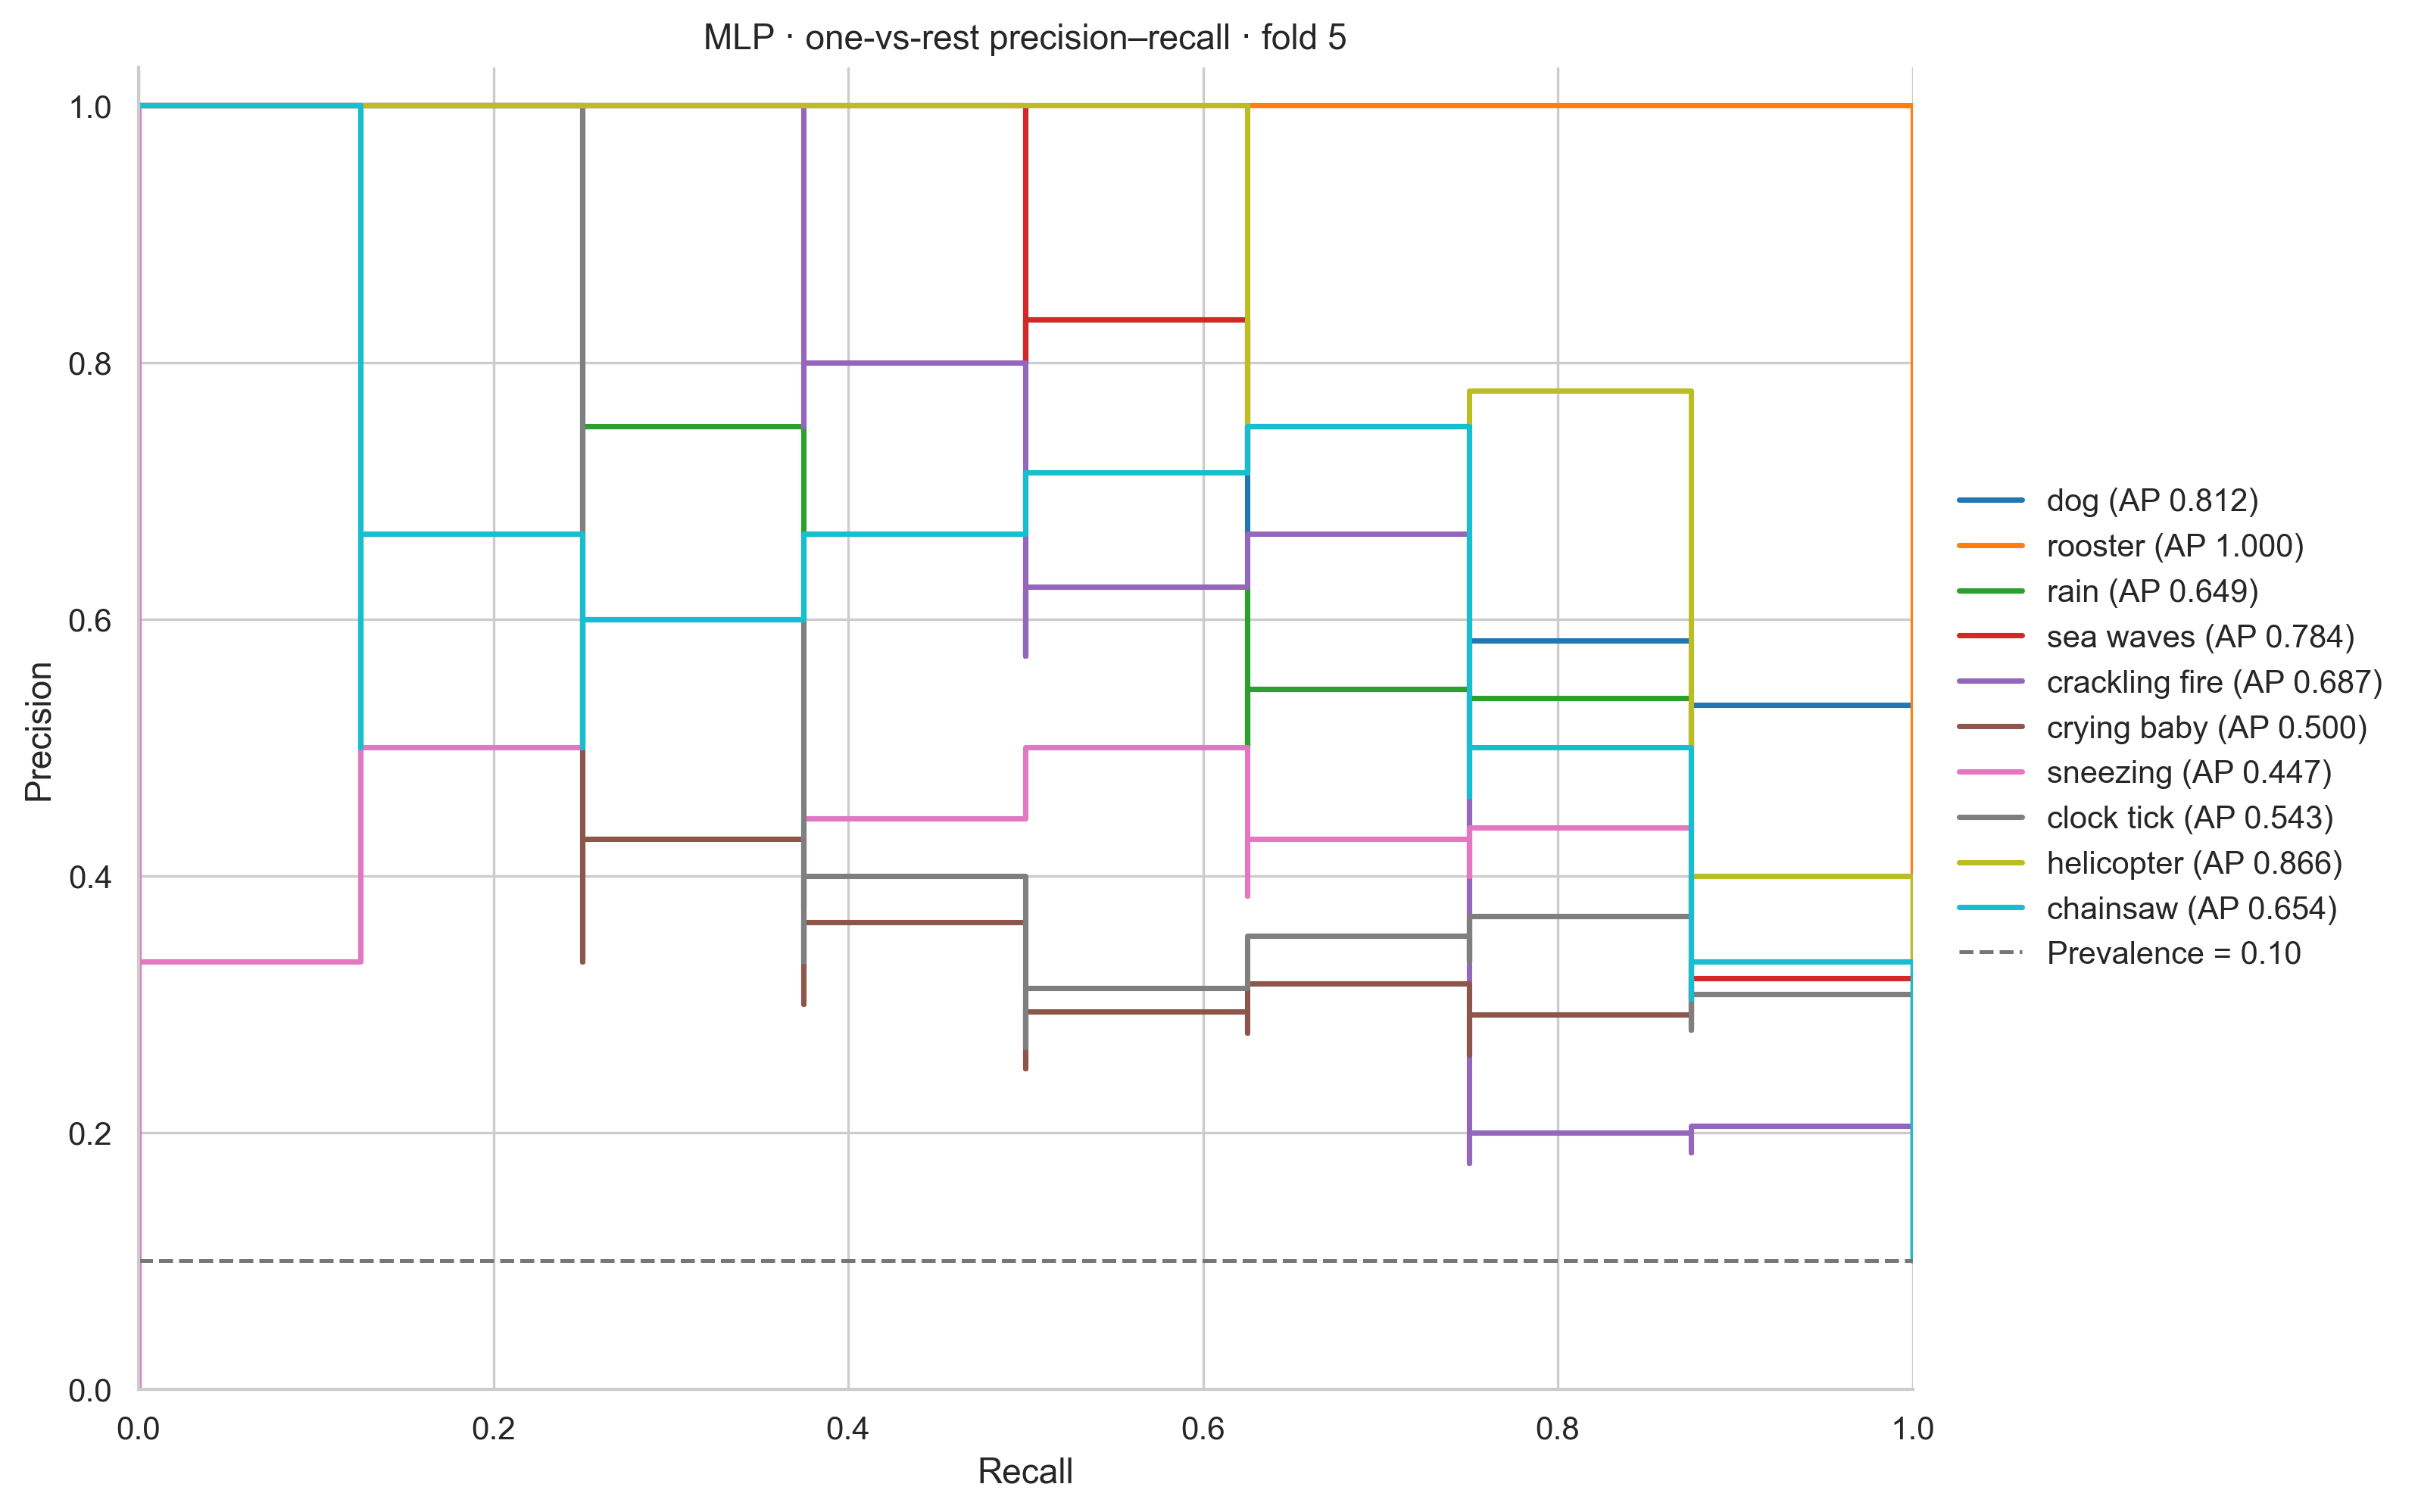 MLP · one-vs-rest precision–recall · fold 5
Precision
1.0
0.8
0.6
0.4
0.2
0.0
0.0 0.2 0.4 0.6 0.8 1.0
Recall
dog (AP 0.812)
rooster (AP 1.000)
rain (AP 0.649)
sea waves (AP 0.784)
crackling fire (AP 0.687)
crying baby (AP 0.500)
sneezing (AP 0.447)
clock tick (AP 0.543)
helicopter (AP 0.866)
chainsaw (AP 0.654)
Prevalence = 0.10